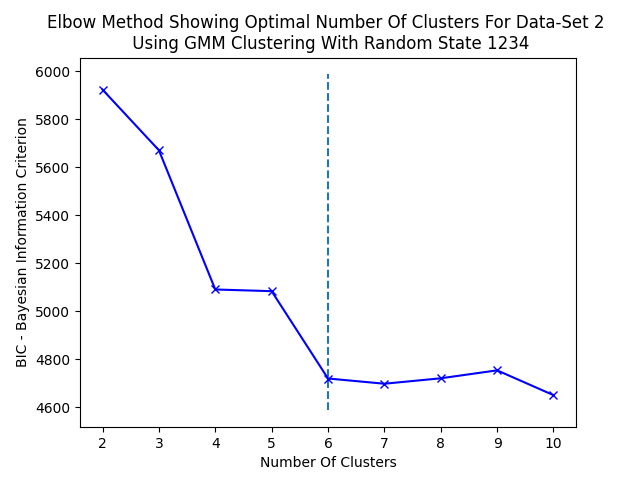 Elbow Method Showing Optimal Number Of Clusters For Data-Set 2
Using GMM Clustering With Random State 1234
BIC - Bayesian Information Criterion
6000
5800
5600
5400
5200
5000
4800
4600
2 3 4 5 6 7 8 9 10
Number Of Clusters